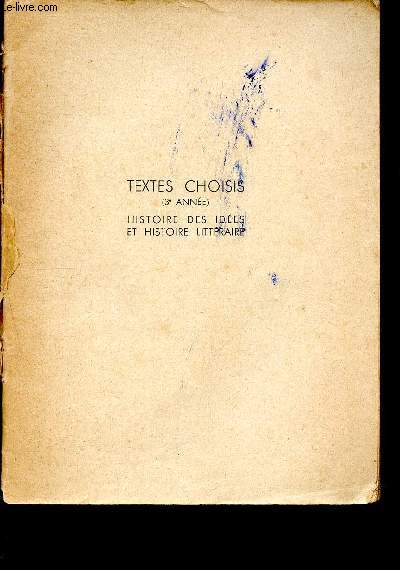 le-livre.com
TEXTES CHOISIS
(3e ANNÉE)
HISTOIRE DES IDÉES
ET HISTOIRE LITTÉRAIRE